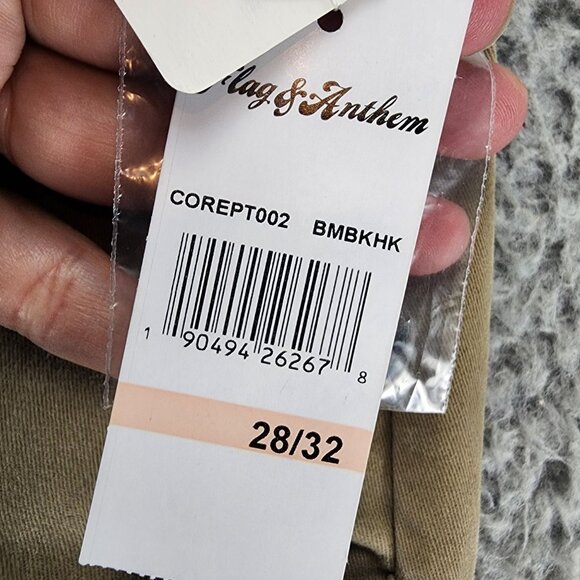 Flag & Anthem
COREPT002 BMBKHK
1 90494 26267 8
28/32